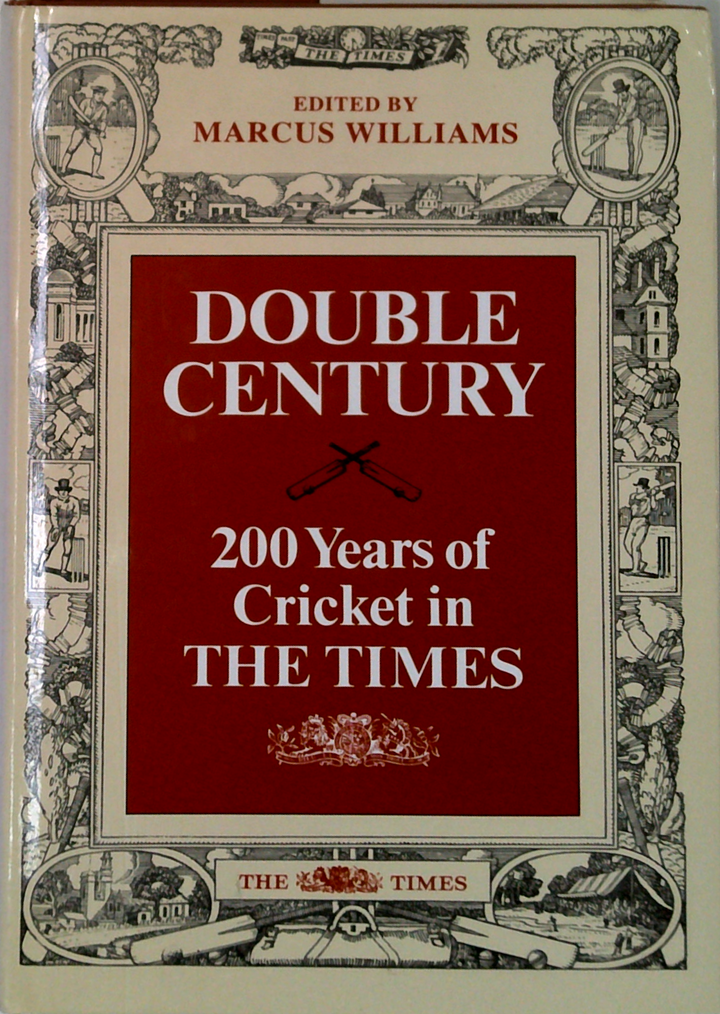 THE TIMES
EDITED BY
MARCUS WILLIAMS
DOUBLE
CENTURY
200 Years of
Cricket in
THE TIMES
THE TIMES